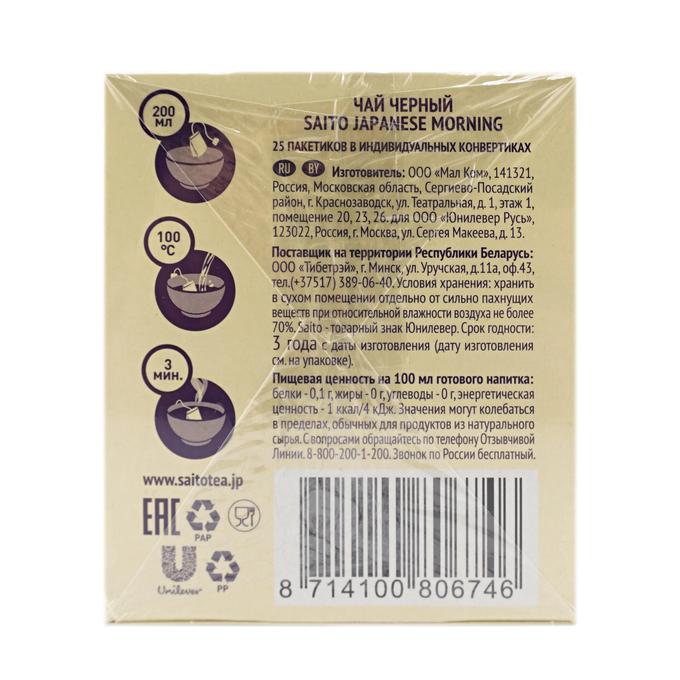 200
МЛ
100
°C
3
МИН.
ЧАЙ ЧЕРНЫЙ
SAITO JAPANESE MORNING
25 ПАКЕТИКОВ В ИНДИВИДУАЛЬНЫХ КОНВЕРТИКАХ
RU BY Изготовитель: ООО «Мал Ком», 141321,
Россия, Московская область, Сергиево-Посадский
район, г. Краснозаводск, ул. Театральная, д. 1, этаж 1,
помещение 20, 23, 26. для ООО «Юнилевер Русь»,
123022, Россия, г. Москва, ул. Сергея Макеева, д. 13.
Поставщик на территории Республики Беларусь:
ООО «Тибетрэй», г. Минск, ул. Уручская, д.11а, оф.43,
тел.(+37517) 389-06-40. Условия хранения: хранить
в сухом помещении отдельно от сильно пахнущих
веществ при относительной влажности воздуха не более
70%. Saito - товарный знак Юнилевер. Срок годности:
3 года с даты изготовления (дату изготовления
см. на упаковке).
Пищевая ценность на 100 мл готового напитка:
белки - 0,1 г, жиры - 0 г, углеводы - 0 г, энергетическая
ценность - 1 ккал/4 кДж. Значения могут колебаться
в пределах, обычных для продуктов из натурального
сырья. С вопросами обращайтесь по телефону Отзывчивой
Линии. 8-800-200-1-200. Звонок по России бесплатный.
www.saitotea.jp
EAC
PAP
Unilever
PP
8 714100 806746